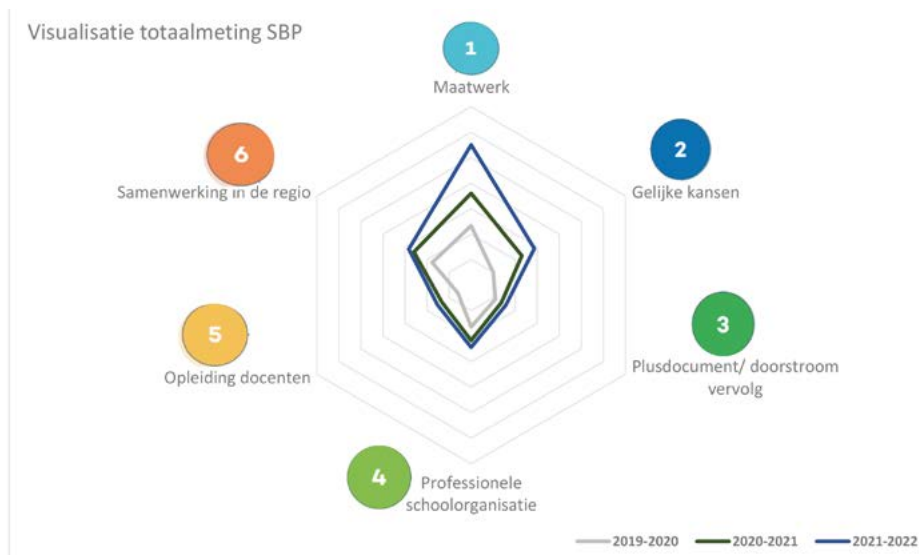 Visualisatie totaalmeting SBP
1
Maatwerk
2
Gelijke kansen
3
Plusdocument/ doorstroom
vervolg
4
Professionele
schoolorganisatie
5
Opleiding docenten
6
Samenwerking in de regio
2019-2020
2020-2021
2021-2022